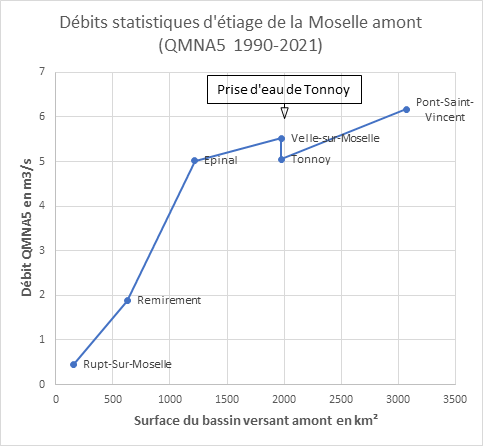 Débits statistiques d'étiage de la Moselle amont
(QMNA5 1990-2021)
7
6
5
4
3
2
1
0
Débit QMNA5 en m3/s
Prise d'eau de Tonnoy
Pont-Saint-
Vincent
Velle-sur-Moselle
Epinal
Tonnoy
Remirement
Rupt-Sur-Moselle
0 500 1000 1500 2000 2500 3000 3500
Surface du bassin versant amont en km²